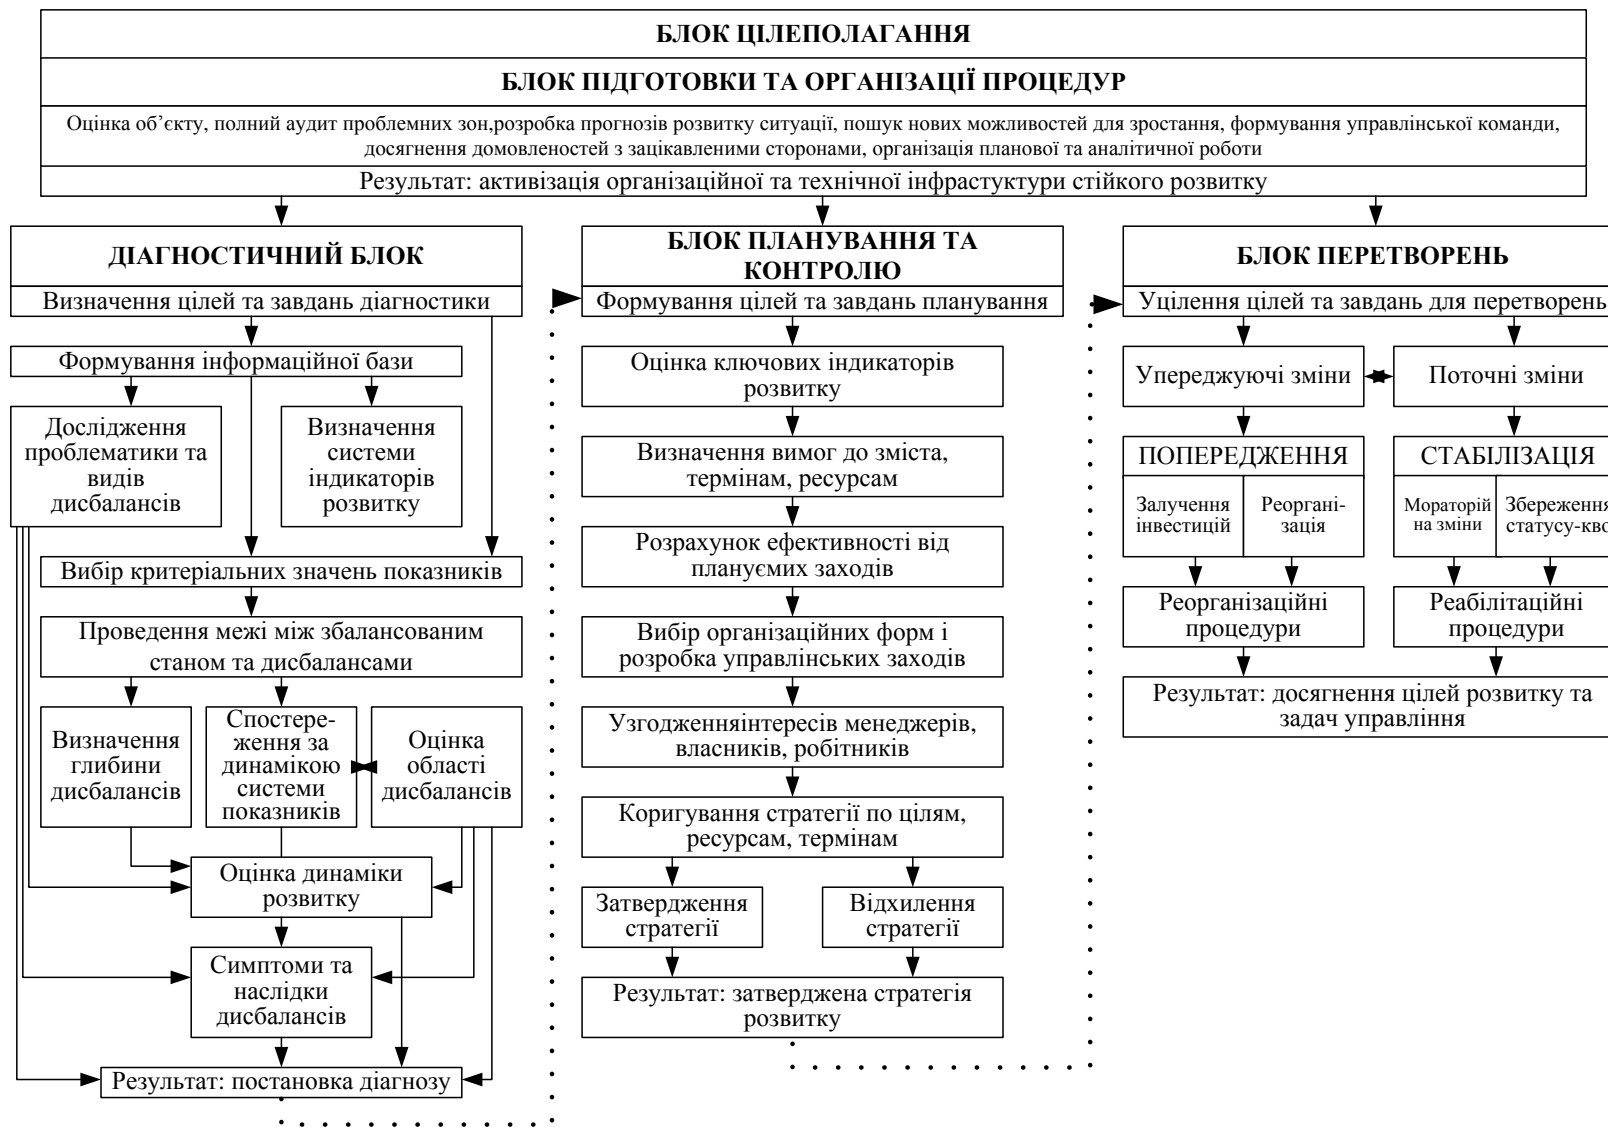 БЛОК ЦІЛЕПОЛАГАННЯ
БЛОК ПІДГОТОВКИ ТА ОРГАНІЗАЦІЇ ПРОЦЕДУР
Оцінка об’єкту, полний аудит проблемних зон,розробка прогнозів розвитку ситуації, пошук нових можливостей для зростання, формування управлінської команди,
досягнення домовленостей з зацікавленими сторонами, організація планової та аналітичної роботи
Результат: активізація організаційної та технічної інфрастуктури стійкого розвитку
ДІАГНОСТИЧНИЙ БЛОК
Визначення цілей та завдань діагностики
Формування інформаційної бази
Дослідження
проблематики та
видів
дисбалансів
Визначення
системи
індикаторів
розвитку
Вибір критеріальних значень показників
Проведення межі між збалансованим
станом та дисбалансами
Визначення
глибини
дисбалансів
Спостере-
ження за
динамікою
системи
показників
Оцінка
області
дисбалансів
Оцінка динаміки
розвитку
Симптоми та
наслідки
дисбалансів
Результат: постановка діагнозу
БЛОК ПЛАНУВАННЯ ТА
КОНТРОЛЮ
Формування цілей та завдань планування
Оцінка ключових індикаторів
розвитку
Визначення вимог до зміста,
термінам, ресурсам
Розрахунок ефективності від
плануємих заходів
Вибір організаційних форм і
розробка управлінських заходів
Узгодженняінтересів менеджерів,
власників, робітників
Коригування стратегії по цілям,
ресурсам, термінам
Затвердження
стратегії
Відхилення
стратегії
Результат: затверджена стратегія
розвитку
БЛОК ПЕРЕТВОРЕНЬ
Уцілення цілей та завдань для перетворень
Упереджуючі зміни
Поточні зміни
ПОПЕРЕДЖЕННЯ
СТАБІЛІЗАЦІЯ
Залучення
інвестицій
Реоргані-
зація
Мораторій
на зміни
Збереження
статусу-кво
Реорганізаційні
процедури
Реабілітаційні
процедури
Результат: досягнення цілей розвитку та
задач управління